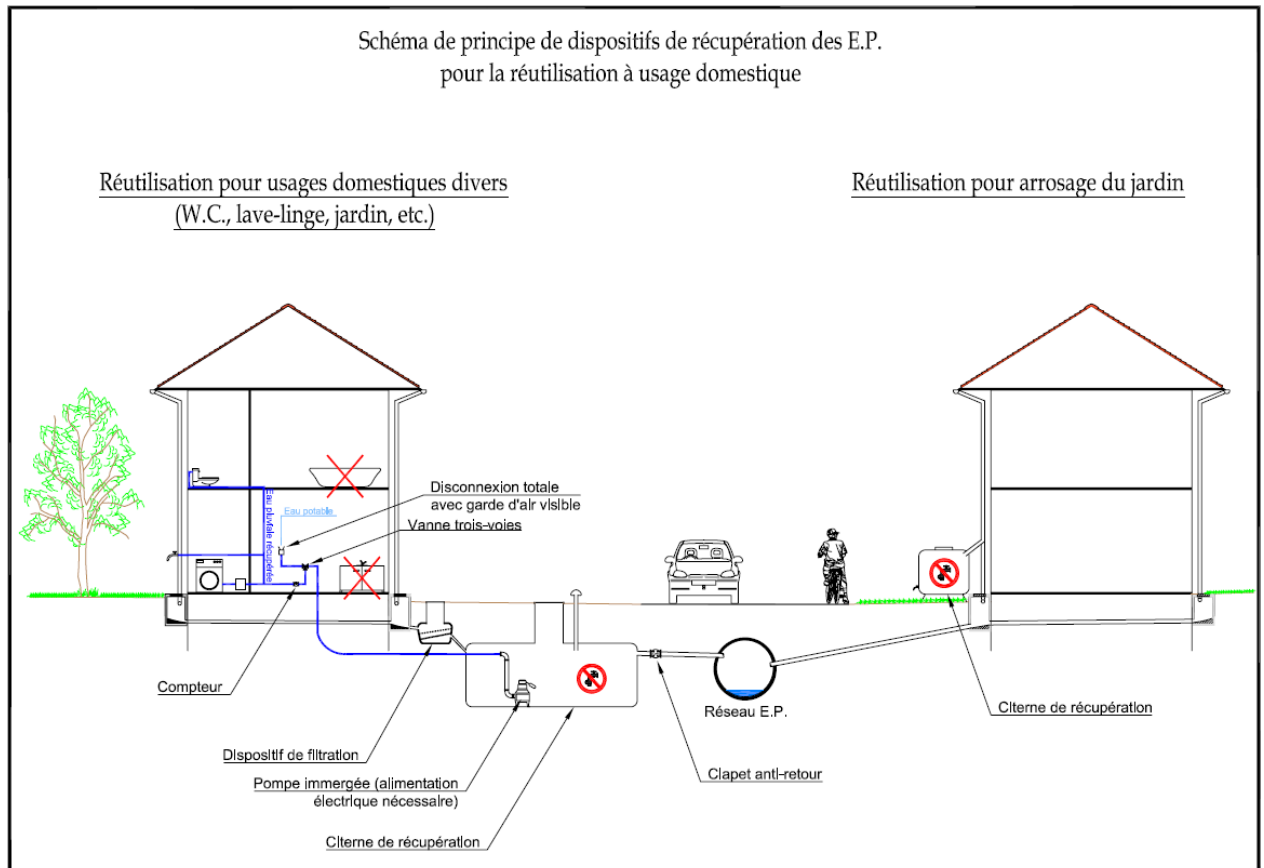 Schéma de principe de dispositifs de récupération des E.P.
pour la réutilisation à usage domestique
Réutilisation pour usages domestiques divers
(W.C., lave-linge, jardin, etc.)
Réutilisation pour arrosage du jardin
Disconnexion totale
avec garde d'air visible
Vanne trois-voies
Eau potable
Eau pluviale récupérée
Compteur
Dispositif de filtration
Pompe immergée (alimentation
électrique nécessaire)
Citerne de récupération
Réseau E.P.
Clapet anti-retour
Citerne de récupération